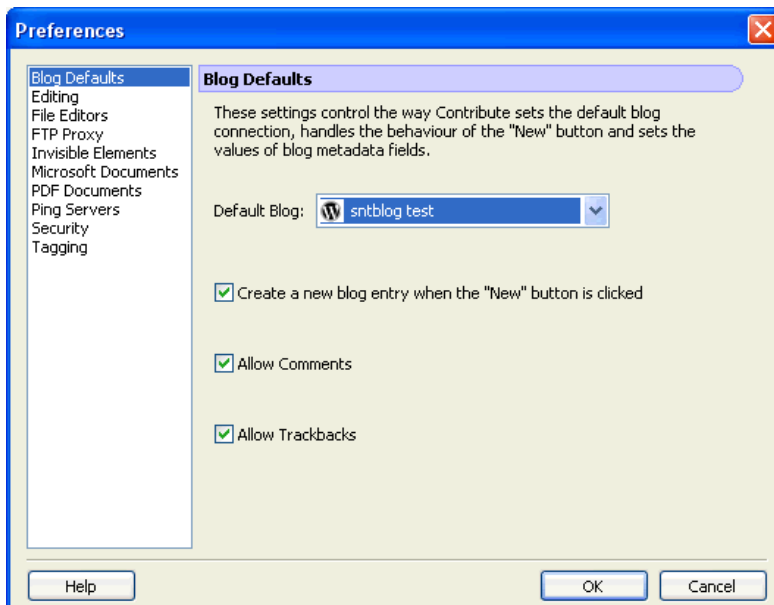 Preferences
Blog Defaults
Editing
File Editors
FTP Proxy
Invisible Elements
Microsoft Documents
PDF Documents
Ping Servers
Security
Tagging
Blog Defaults
These settings control the way Contribute sets the default blog
connection, handles the behaviour of the "New" button and sets the
values of blog metadata fields.
Default Blog: sntblog test
Create a new blog entry when the "New" button is clicked
Allow Comments
Allow Trackbacks
Help OK Cancel